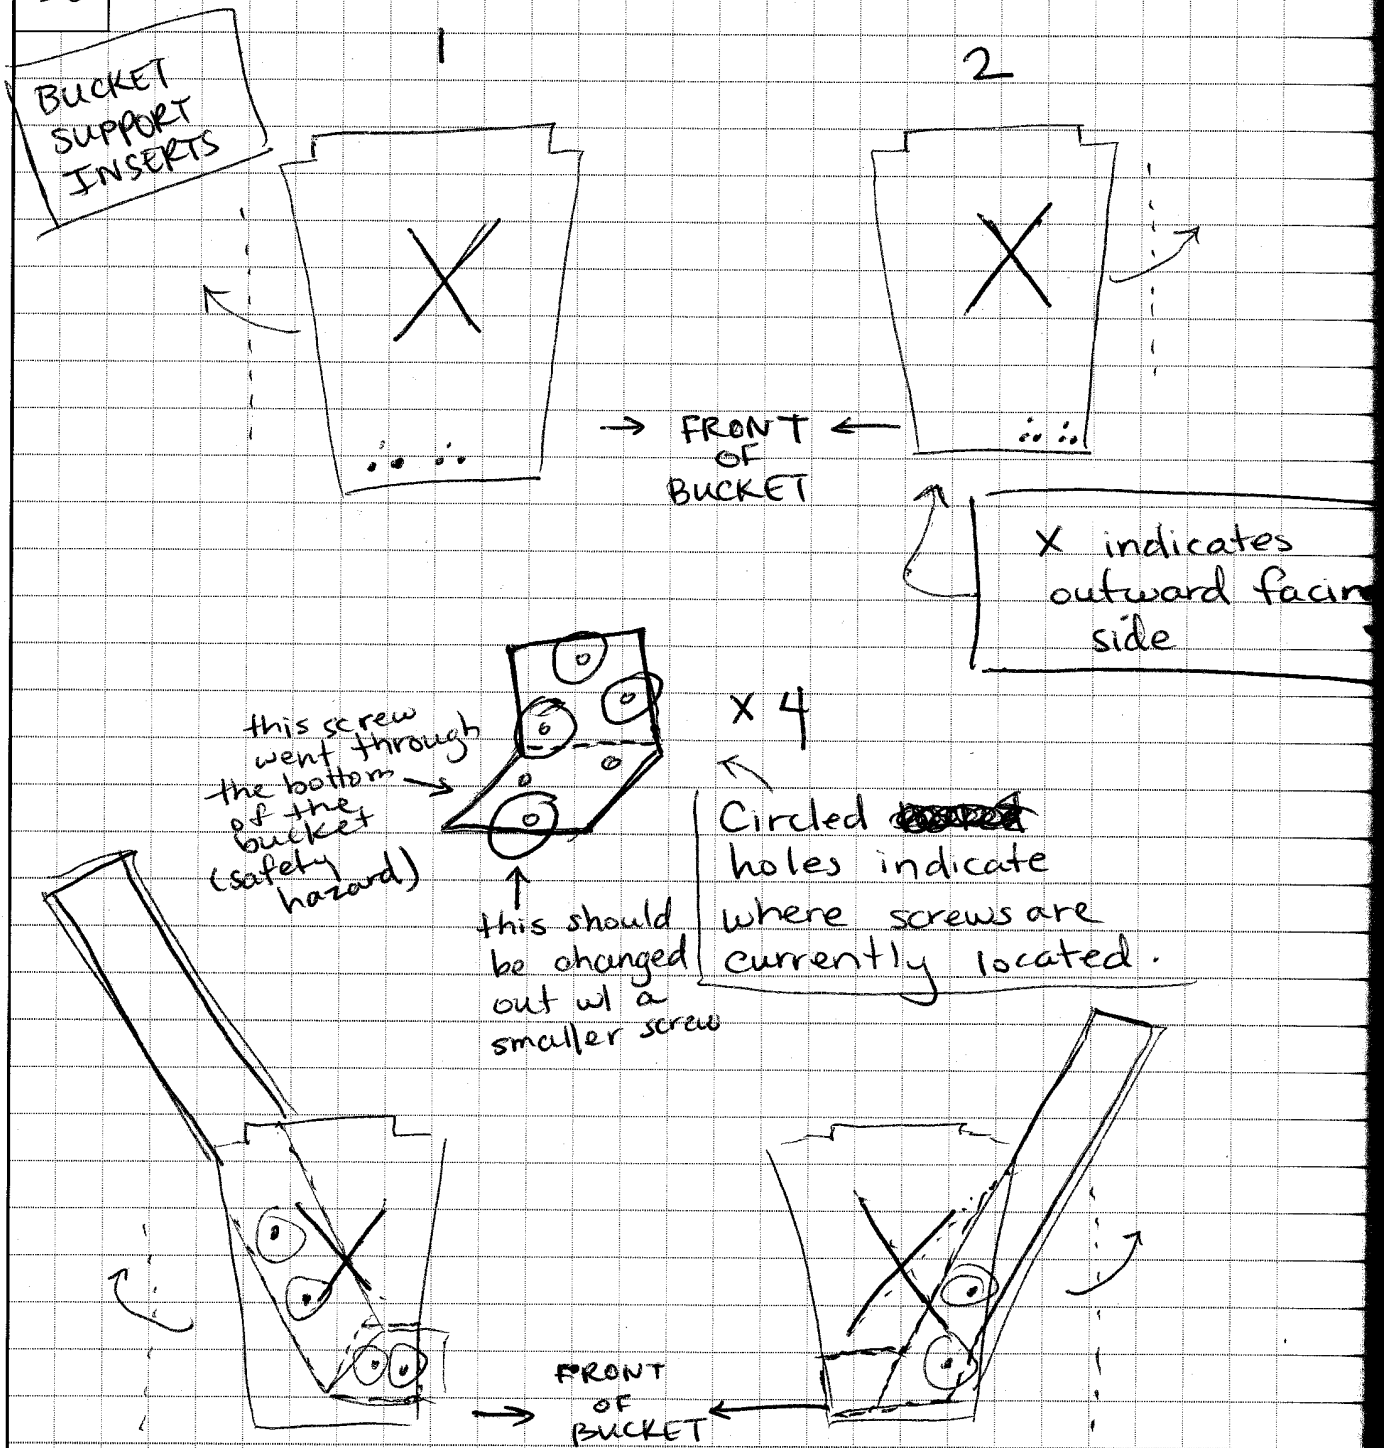 BUCKET
SUPPORT
INSERTS
1
2
X
X
→ FRONT ←
OF
BUCKET
X indicates
outward facin
side
X 4
this screw
went through
the bottom
of the
bucket
(safety
hazard)
Circled
holes indicate
where screws are
currently located.
this should
be changed
out w/ a
smaller screw
X
X
FRONT
OF
BUCKET